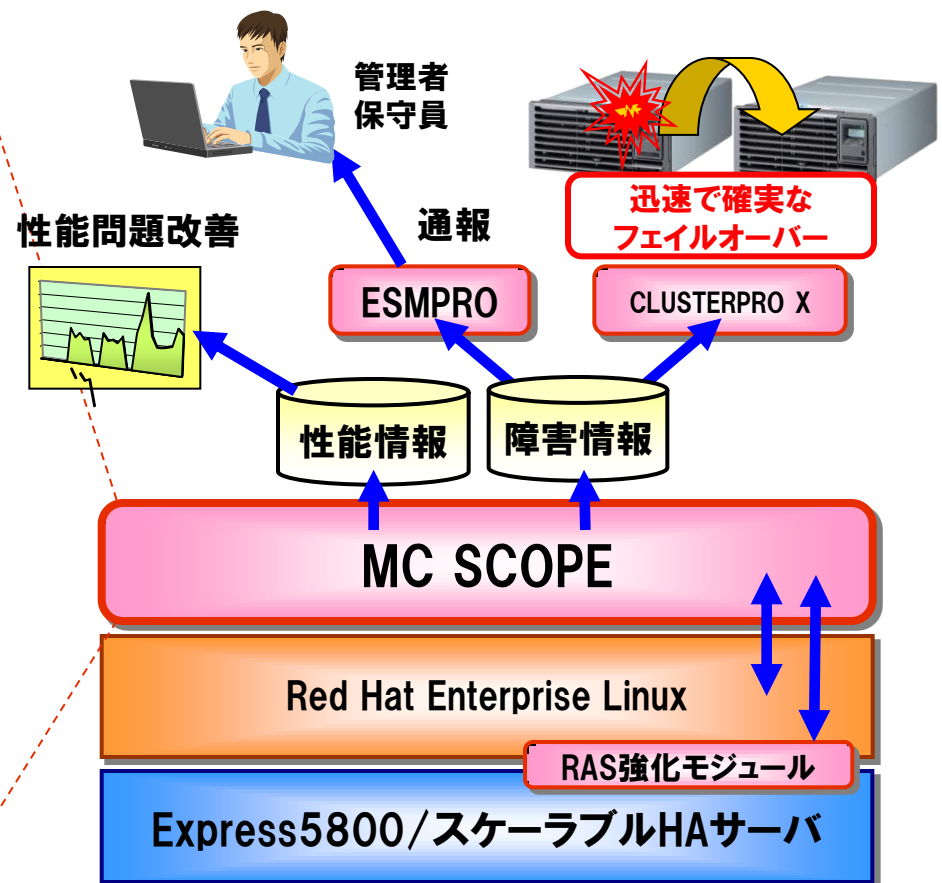 管理者
保守員
迅速で確実な
フェイルオーバー
性能問題改善
通報
ESMPRO
CLUSTERPRO X
性能情報
障害情報
MC SCOPE
Red Hat Enterprise Linux
RAS強化モジュール
Express5800/スケーラブルHAサーバ